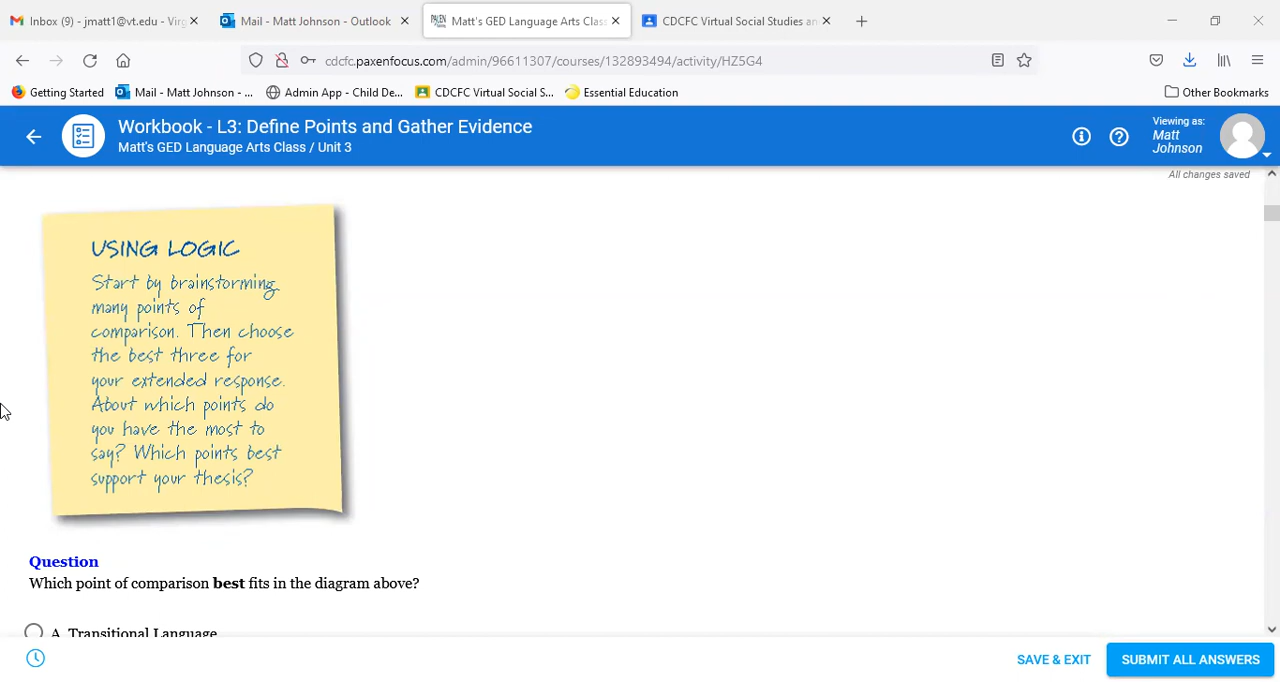 Inbox (9) - jmatt1@vt.edu - Virg
Mail - Matt Johnson - Outlook
Matt's GED Language Arts Clas
CDCFC Virtual Social Studies an
cdcfc.paxenfocus.com/admin/96611307/courses/132893494/activity/HZ5G4
Getting Started
Mail - Matt Johnson - ...
Admin App - Child De...
CDCFC Virtual Social S...
Essential Education
Other Bookmarks
Workbook - L3: Define Points and Gather Evidence
Matt's GED Language Arts Class / Unit 3
Viewing as:
Matt
Johnson
All changes saved
USING LOGIC
Start by brainstorming
many points of
comparison. Then choose
the best three for
your extended response.
About which points do
you have the most to
say? Which points best
support your thesis?
Question
Which point of comparison best fits in the diagram above?
A. Transitional Language
SAVE & EXIT
SUBMIT ALL ANSWERS